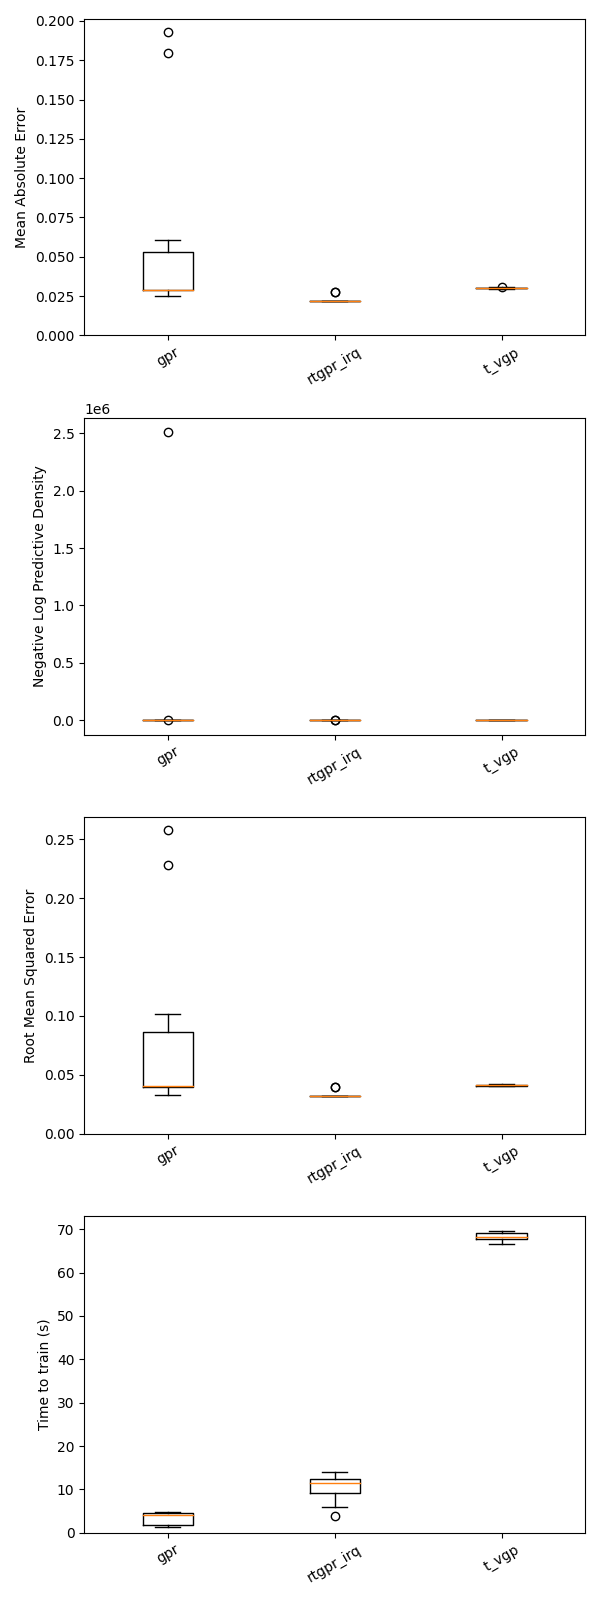 0.200
0.175
0.150
0.125
0.100
0.075
0.050
0.025
0.000
Mean Absolute Error
gpr
rtgpr_irq
t_vgp
1e6
2.5
2.0
1.5
1.0
0.5
0.0
Negative Log Predictive Density
gpr
rtgpr_irq
t_vgp
0.25
0.20
0.15
0.10
0.05
0.00
Root Mean Squared Error
gpr
rtgpr_irq
t_vgp
70
60
50
40
30
20
10
0
Time to train (s)
gpr
rtgpr_irq
t_vgp